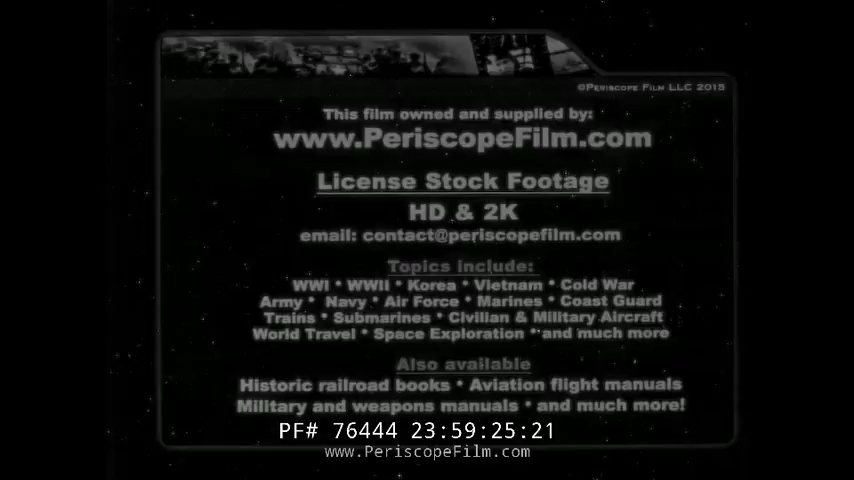 ©Periscope Film LLC 2015
This film owned and supplied by:
www.PeriscopeFilm.com
License Stock Footage
HD & 2K
email: contact@periscopefilm.com
Topics Include:
WWI * WWII * Korea * Vietnam * Cold War
Army * Navy * Air Force * Marines * Coast Guard
Trains * Submarines * Civilian & Military Aircraft
World Travel * Space Exploration * and much more
Also available
Historic railroad books * Aviation flight manuals
Military and weapons manuals * and much more!
PF# 76444 23:59:25:21
www.PeriscopeFilm.com